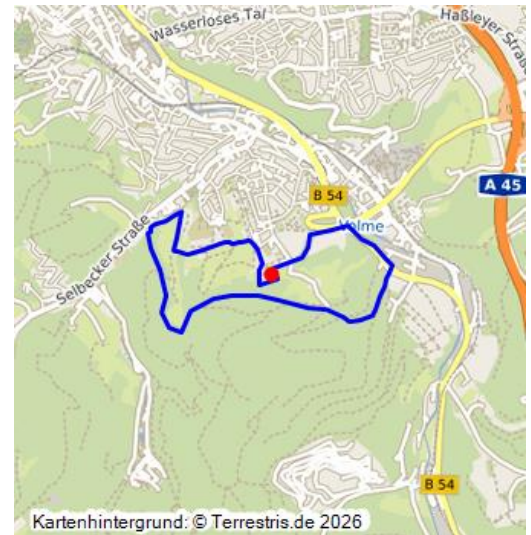 Wasserloses Tal
Haßleyer Straße
A 45
B 54
Volme
Selbecker Straße
B 54
Kartenhintergrund: © Terrestris.de 2026